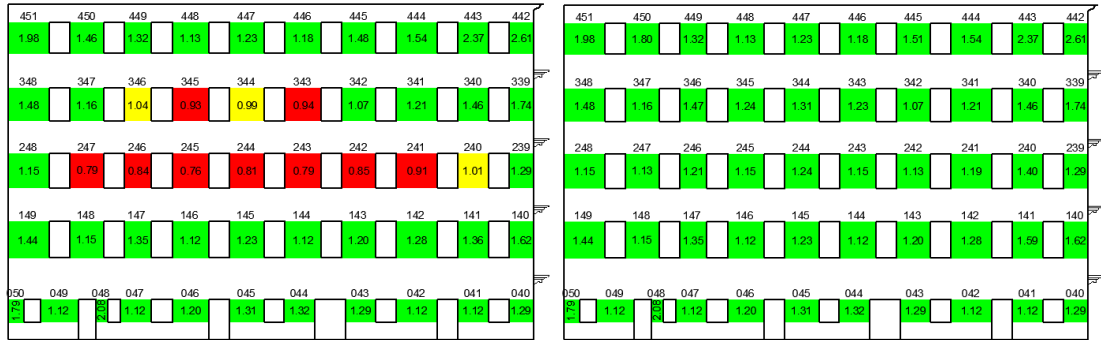 451 450 449 448 447 446 445 444 443 442
1.98 1.46 1.32 1.13 1.23 1.18 1.48 1.54 2.37 2.61
348 347 346 345 344 343 342 341 340 339
1.48 1.16 1.04 0.93 0.99 0.94 1.07 1.21 1.46 1.74
248 247 246 245 244 243 242 241 240 239
1.15 0.79 0.84 0.76 0.81 0.79 0.85 0.91 1.01 1.29
149 148 147 146 145 144 143 142 141 140
1.44 1.15 1.35 1.12 1.23 1.12 1.20 1.28 1.36 1.62
050 049 048 047 046 045 044 043 042 041 040
1.79 1.12 2.08 1.12 1.20 1.31 1.32 1.29 1.12 1.12 1.29
451 450 449 448 447 446 445 444 443 442
1.98 1.80 1.32 1.13 1.23 1.18 1.51 1.54 2.37 2.61
348 347 346 345 344 343 342 341 340 339
1.48 1.16 1.47 1.24 1.31 1.23 1.07 1.21 1.46 1.74
248 247 246 245 244 243 242 241 240 239
1.15 1.13 1.21 1.15 1.24 1.15 1.13 1.19 1.40 1.29
149 148 147 146 145 144 143 142 141 140
1.44 1.15 1.35 1.12 1.23 1.12 1.20 1.28 1.59 1.62
050 049 048 047 046 045 044 043 042 041 040
1.79 1.12 2.08 1.12 1.20 1.31 1.32 1.29 1.12 1.12 1.29